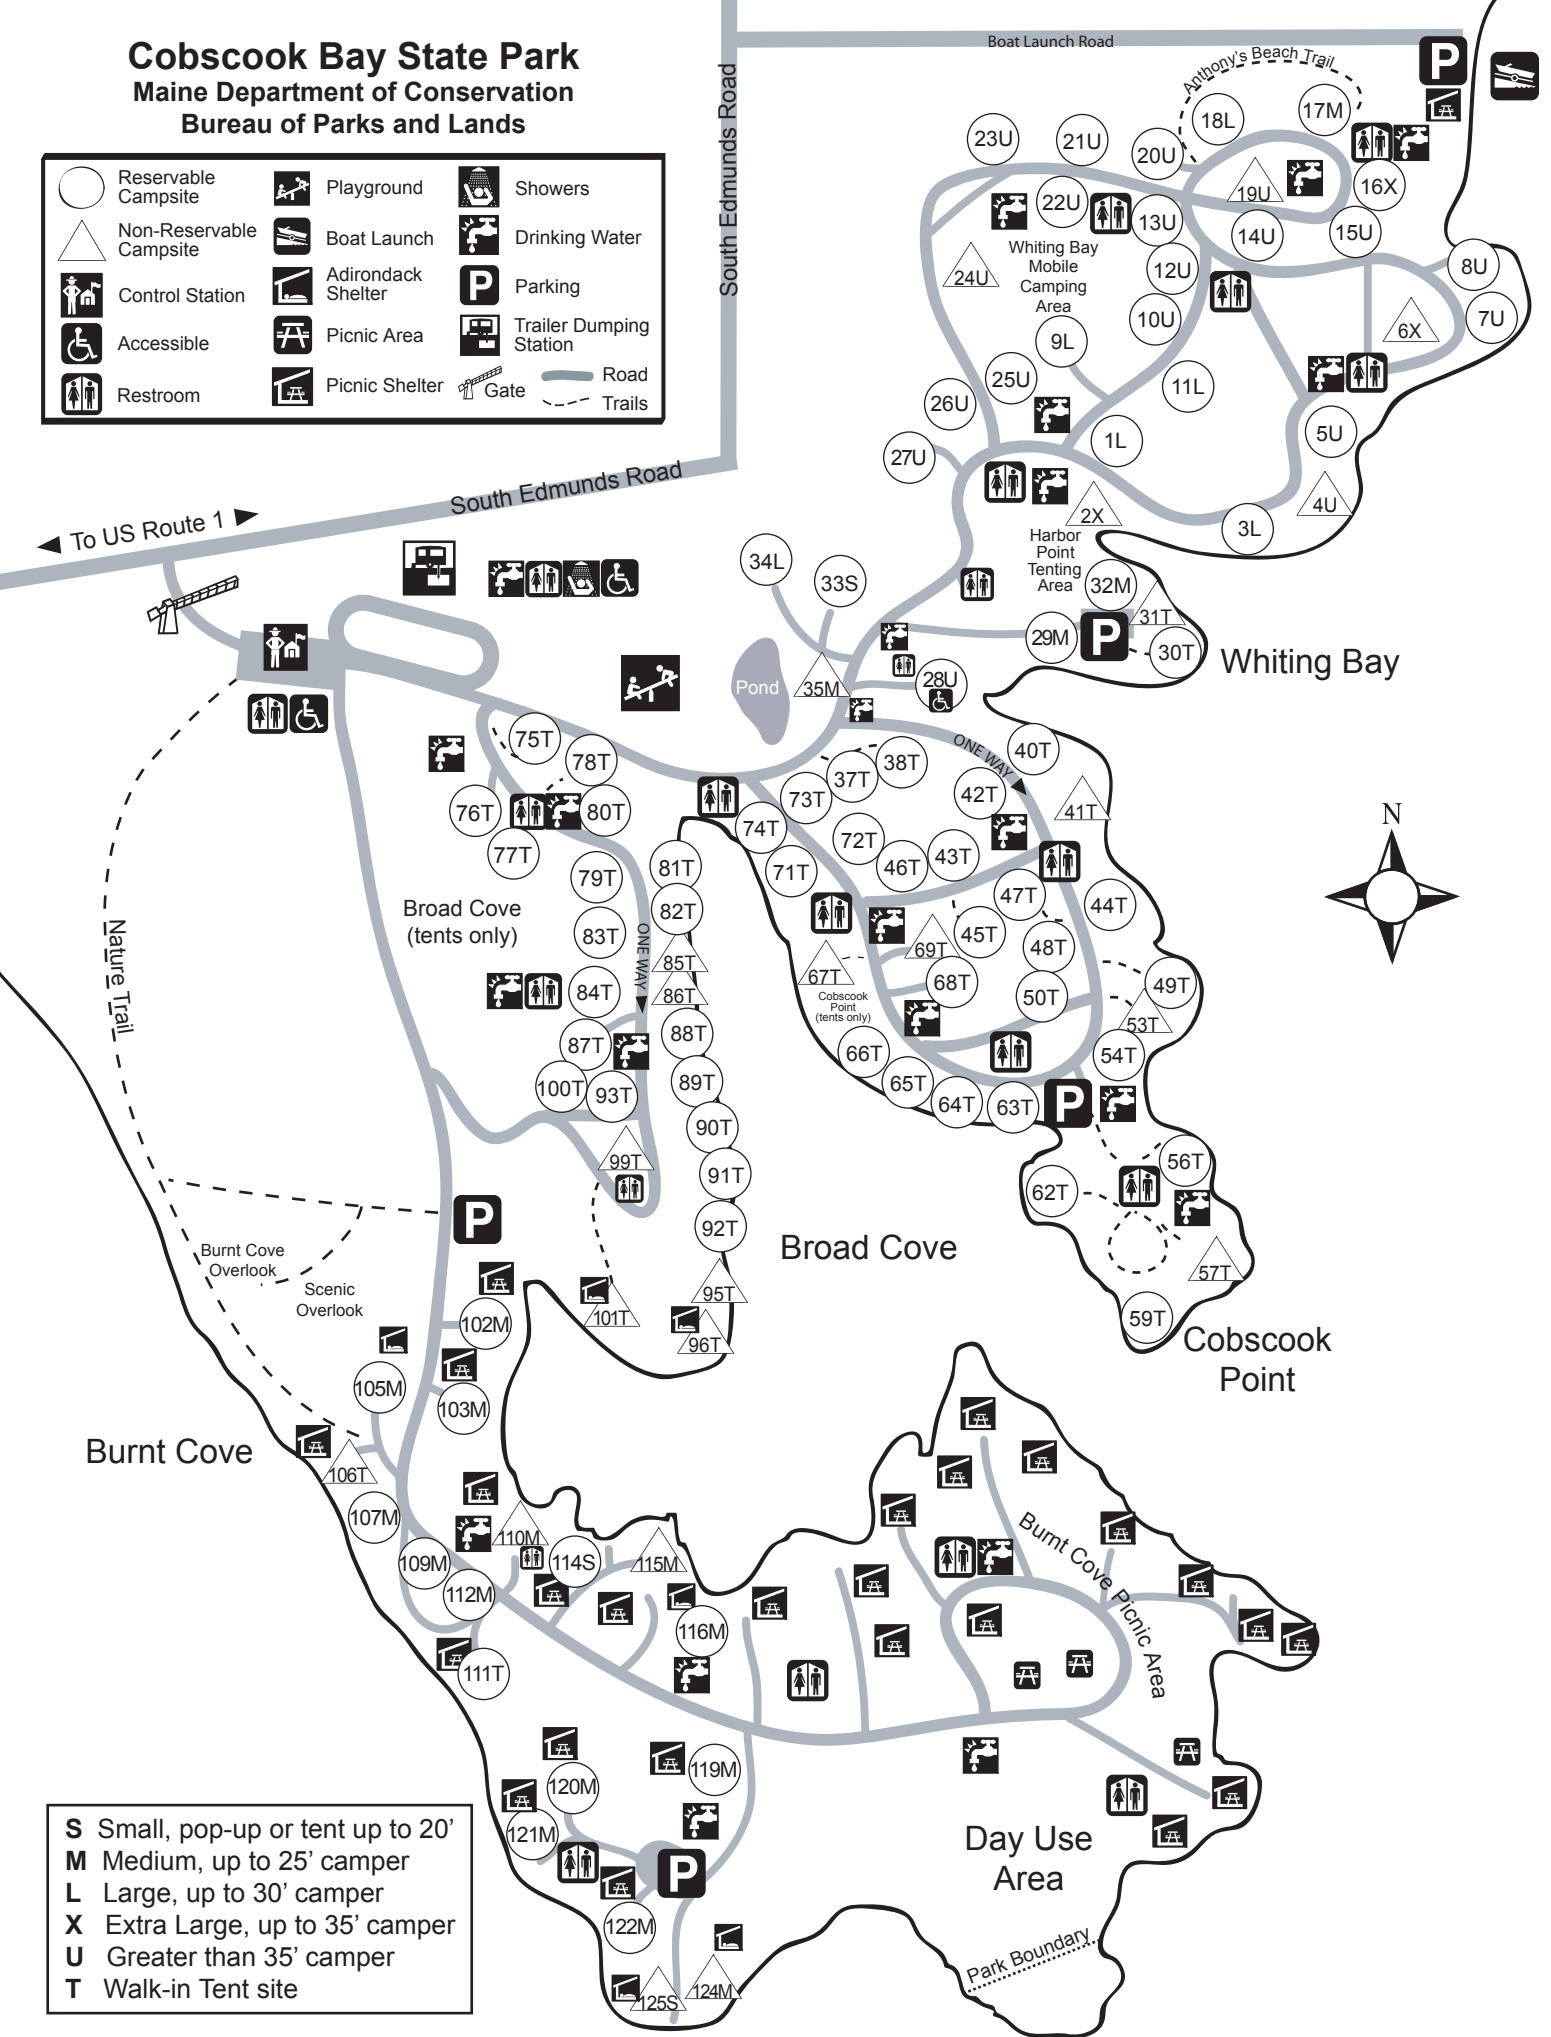 Cobscook Bay State Park
Maine Department of Conservation
Bureau of Parks and Lands
Reservable
Campsite
Non-Reservable
Campsite
Control Station
Accessible
Restroom
Playground
Boat Launch
Adirondack
Shelter
Picnic Area
Picnic Shelter
Showers
Drinking Water
P
Parking
Trailer Dumping
Station
Gate
Road
Trails
Boat Launch Road
South Edmunds Road
South Edmunds Road
To US Route 1
Anthony's Beach Trail
P
17M
18L
23U
21U
20U
16X
19U
22U
13U
14U
15U
Whiting Bay
Mobile
Camping
Area
24U
12U
8U
10U
7U
6X
9L
25U
11L
26U
1L
5U
27U
4U
2X
3L
Harbor
Point
Tenting
Area
34L
33S
32M
31T
29M
P
30T
Whiting Bay
Pond
35M
28U
ONE WAY
40T
75T
78T
38T
37T
42T
73T
41T
76T
80T
74T
72T
77T
46T
43T
71T
81T
79T
47T
44T
Broad Cove
(tents only)
82T
83T
45T
48T
69T
ONE WAY
85T
67T
68T
49T
84T
86T
50T
Cobscook
Point
(tents only)
53T
88T
87T
66T
54T
65T
89T
100T
93T
64T
63T
P
90T
99T
91T
56T
62T
92T
57T
95T
59T
101T
96T
N
Nature Trail
P
Broad Cove
Burnt Cove
Overlook
Scenic
Overlook
102M
105M
103M
Cobscook
Point
Burnt Cove
106T
107M
110M
109M
114S
115M
112M
116M
111T
Burnt Cove Picnic Area
119M
120M
121M
P
122M
124M
125S
Day Use
Area
Park Boundary
S Small, pop-up or tent up to 20'
M Medium, up to 25' camper
L Large, up to 30' camper
X Extra Large, up to 35' camper
U Greater than 35' camper
T Walk-in Tent site